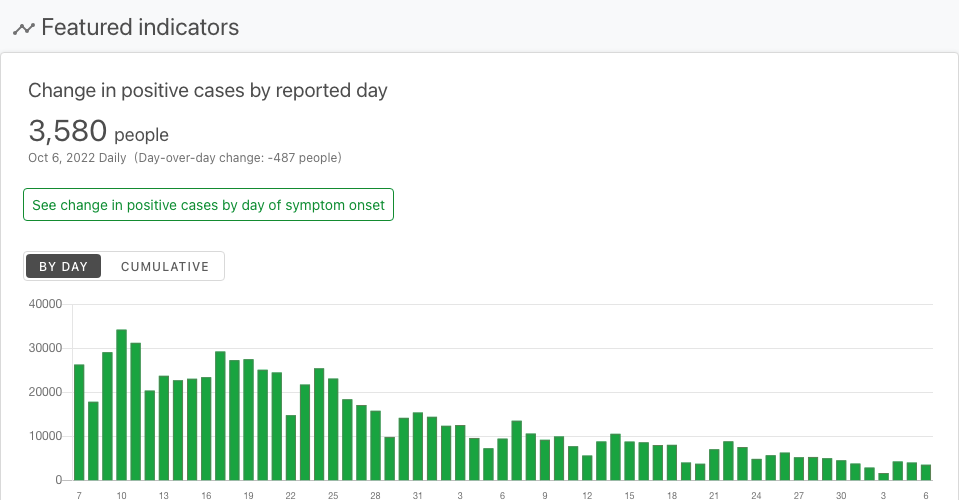 Featured indicators
Change in positive cases by reported day
3,580 people
Oct 6, 2022 Daily (Day-over-day change: -487 people)
See change in positive cases by day of symptom onset
BY DAY CUMULATIVE
40000
30000
20000
10000
0
7 10 13 16 19 22 25 28 31 3 6 9 12 15 18 21 24 27 30 3 6